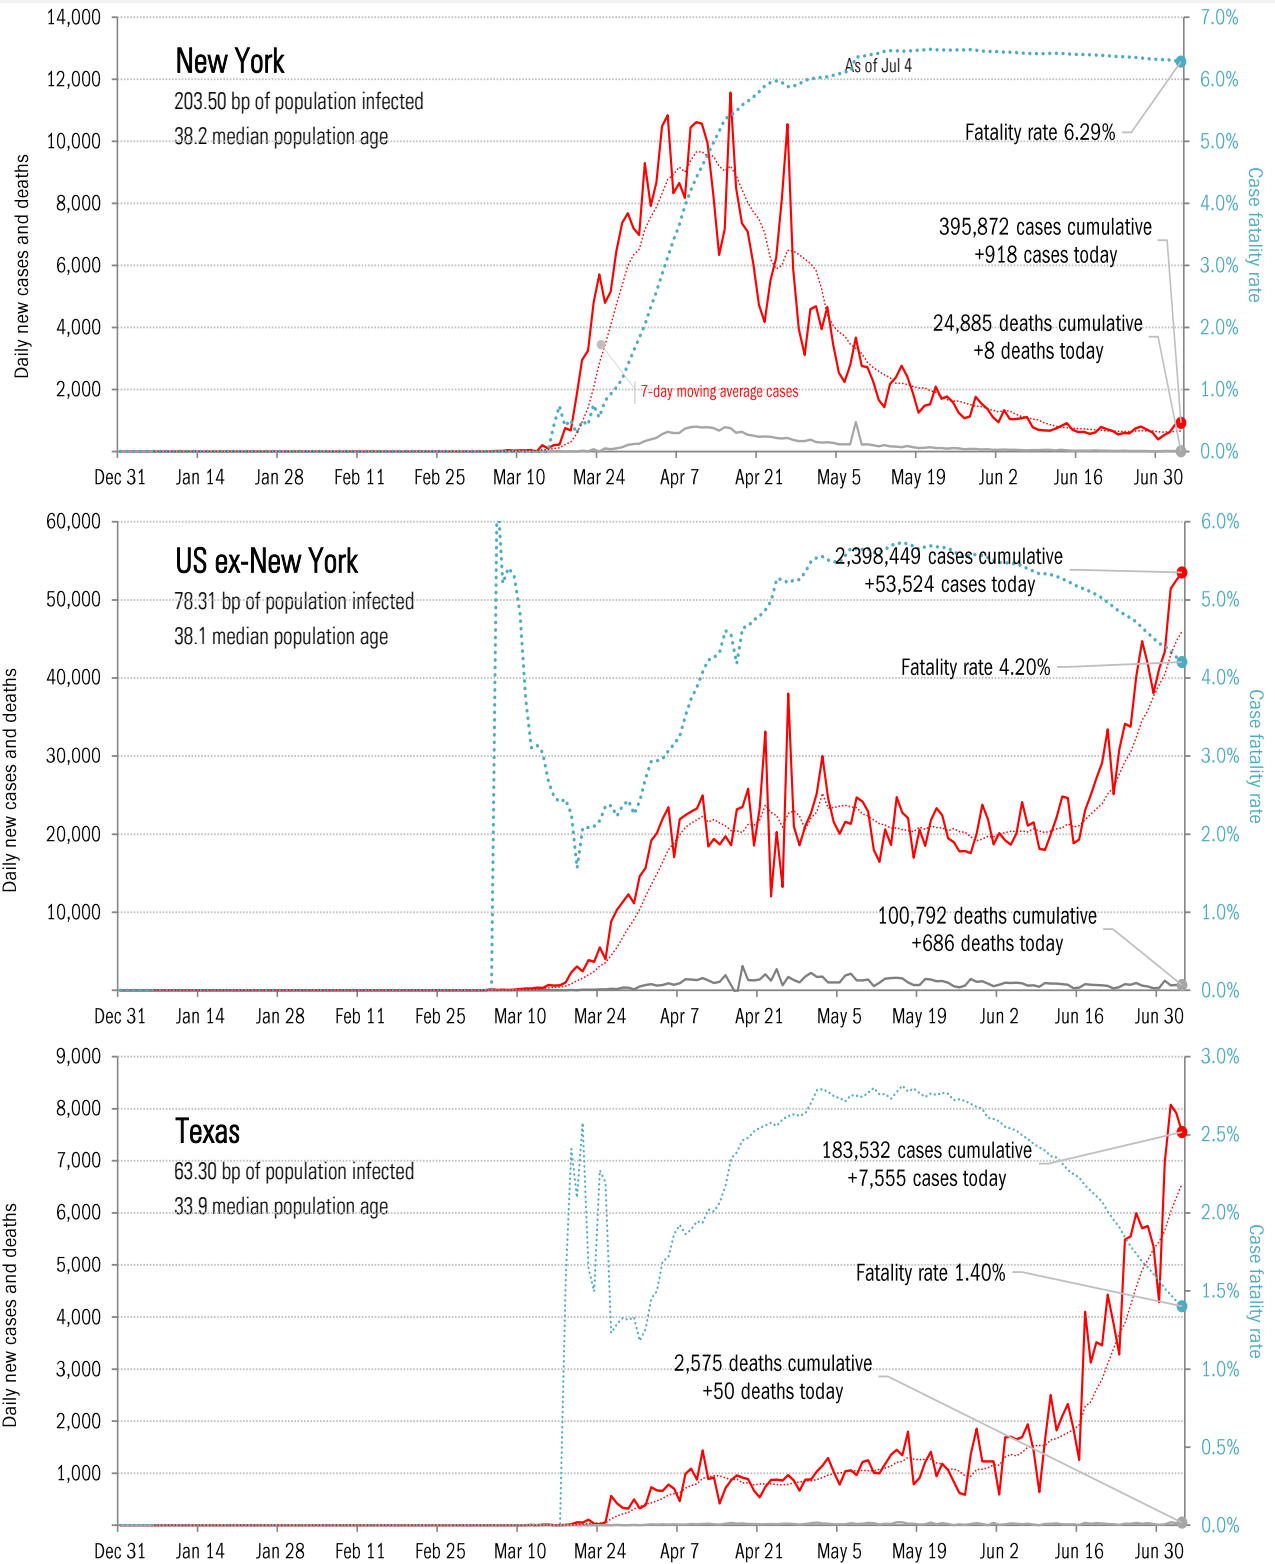 14,000
12,000
10,000
8,000
6,000
4,000
2,000
Daily new cases and deaths
New York
203.50 bp of population infected
38.2 median population age
As of Jul 4
Fatality rate 6.29%
395,872 cases cumulative
+918 cases today
24,885 deaths cumulative
+8 deaths today
7-day moving average cases
7.0%
6.0%
5.0%
4.0%
3.0%
2.0%
1.0%
0.0%
Case fatality rate
Dec 31 Jan 14 Jan 28 Feb 11 Feb 25 Mar 10 Mar 24 Apr 7 Apr 21 May 5 May 19 Jun 2 Jun 16 Jun 30
60,000
50,000
40,000
30,000
20,000
10,000
Daily new cases and deaths
US ex-New York
78.31 bp of population infected
38.1 median population age
2,398,449 cases cumulative
+53,524 cases today
Fatality rate 4.20%
100,792 deaths cumulative
+686 deaths today
6.0%
5.0%
4.0%
3.0%
2.0%
1.0%
0.0%
Case fatality rate
Dec 31 Jan 14 Jan 28 Feb 11 Feb 25 Mar 10 Mar 24 Apr 7 Apr 21 May 5 May 19 Jun 2 Jun 16 Jun 30
9,000
8,000
7,000
6,000
5,000
4,000
3,000
2,000
1,000
Daily new cases and deaths
Texas
63.30 bp of population infected
33.9 median population age
183,532 cases cumulative
+7,555 cases today
Fatality rate 1.40%
2,575 deaths cumulative
+50 deaths today
3.0%
2.5%
2.0%
1.5%
1.0%
0.5%
0.0%
Case fatality rate
Dec 31 Jan 14 Jan 28 Feb 11 Feb 25 Mar 10 Mar 24 Apr 7 Apr 21 May 5 May 19 Jun 2 Jun 16 Jun 30